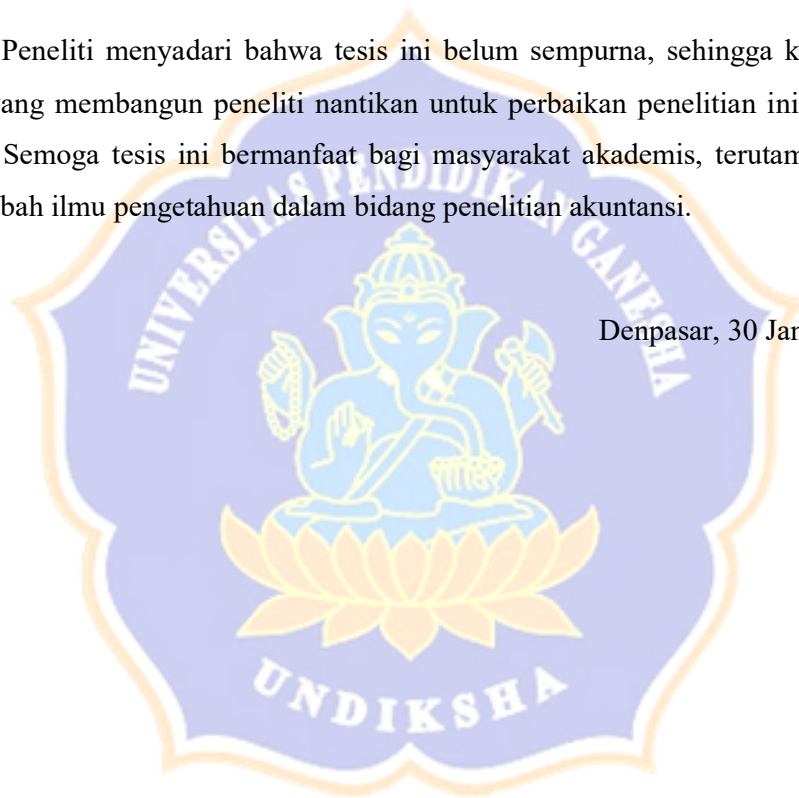 Peneliti menyadari bahwa tesis ini belum sempurna, sehingga k
ang membangun peneliti nantikan untuk perbaikan penelitian ini
Semoga tesis ini bermanfaat bagi masyarakat akademis, terutam
bah ilmu pengetahuan dalam bidang penelitian akuntansi.
Denpasar, 30 Jan
UNIVERSITAS PENDIDIKAN GANESHA
UNDIKSHA